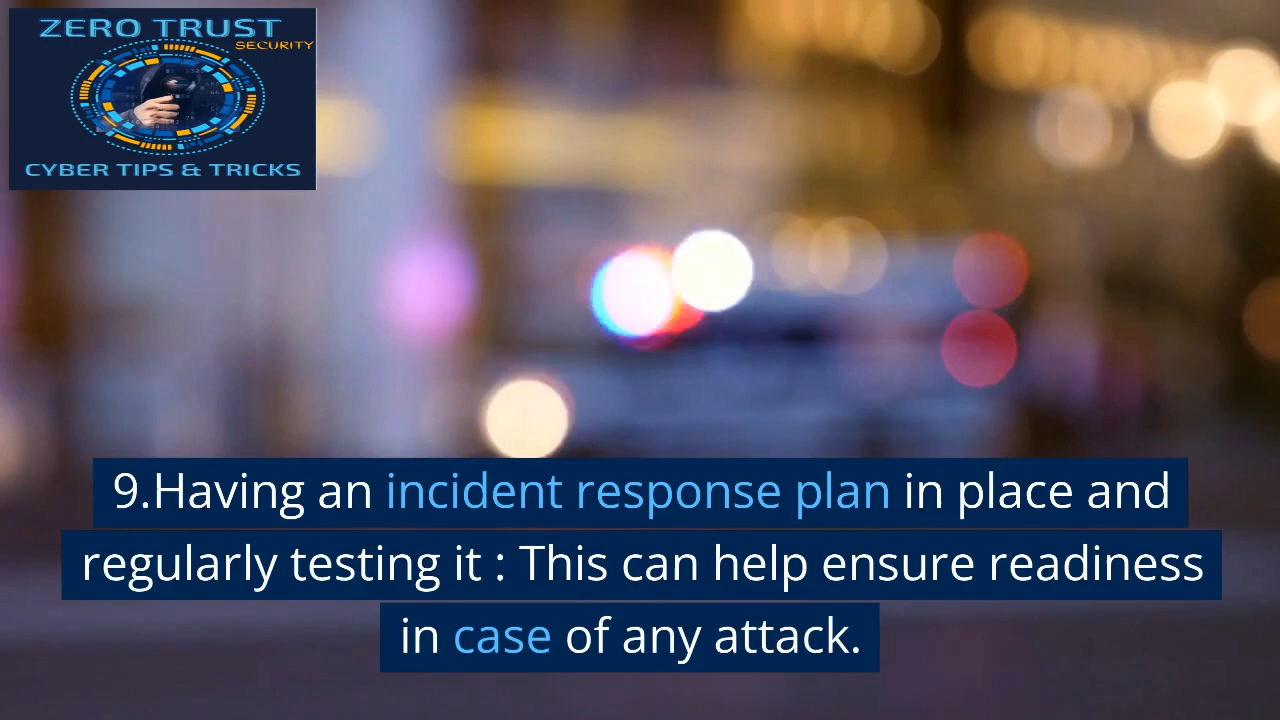 ZERO TRUST
SECURITY
CYBER TIPS & TRICKS
9.Having an incident response plan in place and
regularly testing it : This can help ensure readiness
in case of any attack.